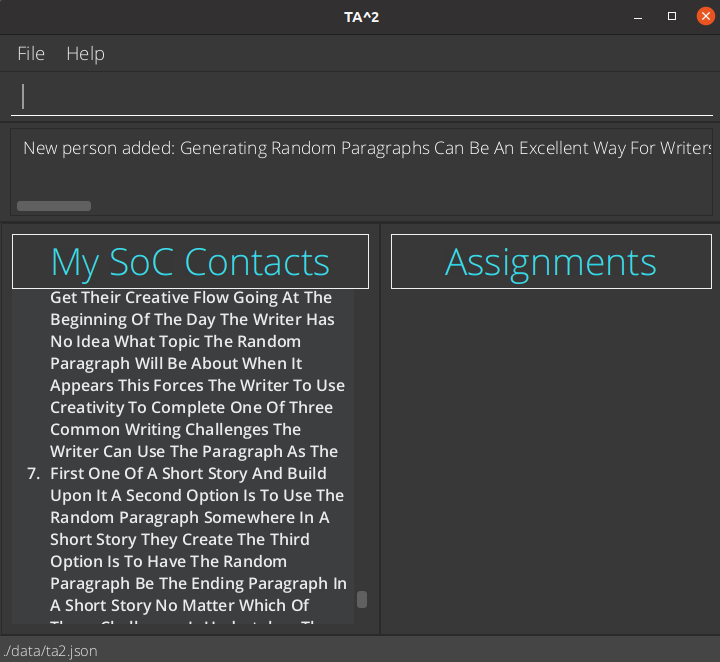 TA^2
File Help
New person added: Generating Random Paragraphs Can Be An Excellent Way For Writers
My SoC Contacts
Get Their Creative Flow Going At The
Beginning Of The Day The Writer Has
No Idea What Topic The Random
Paragraph Will Be About When It
Appears This Forces The Writer To Use
Creativity To Complete One Of Three
Common Writing Challenges The
Writer Can Use The Paragraph As The
7. First One Of A Short Story And Build
Upon It A Second Option Is To Use The
Random Paragraph Somewhere In A
Short Story They Create The Third
Option Is To Have The Random
Paragraph Be The Ending Paragraph In
A Short Story No Matter Which Of
Assignments
./data/ta2.json